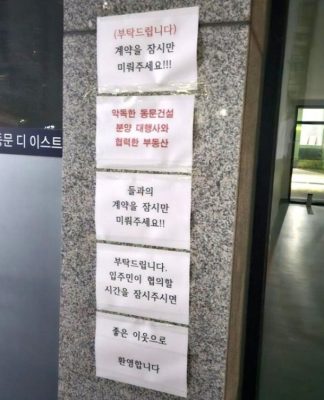 (부탁드립니다)
계약을 잠시만
미뤄주세요!!!
악독한 동문건설
분양 대행사와
협력한 부동산
들과의
계약을 잠시만
미뤄주세요!!
부탁드립니다.
입주민이 협의할
시간을 잠시주시면
좋은 이웃으로
환영합니다
동문 디 이스트